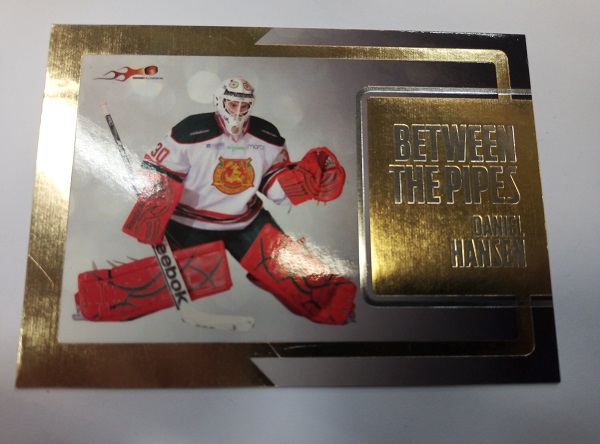 BETWEEN
THE PIPES
DANIEL
HANSEN
30
Reebok